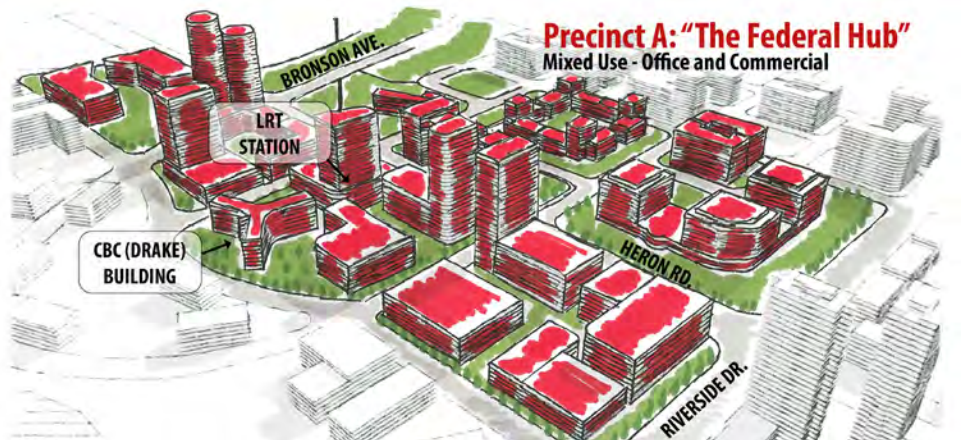 Precinct A: “The Federal Hub”
Mixed Use - Office and Commercial
BRONSON AVE.
LRT
STATION
CBC (DRAKE)
BUILDING
HERON RD.
RIVERSIDE DR.